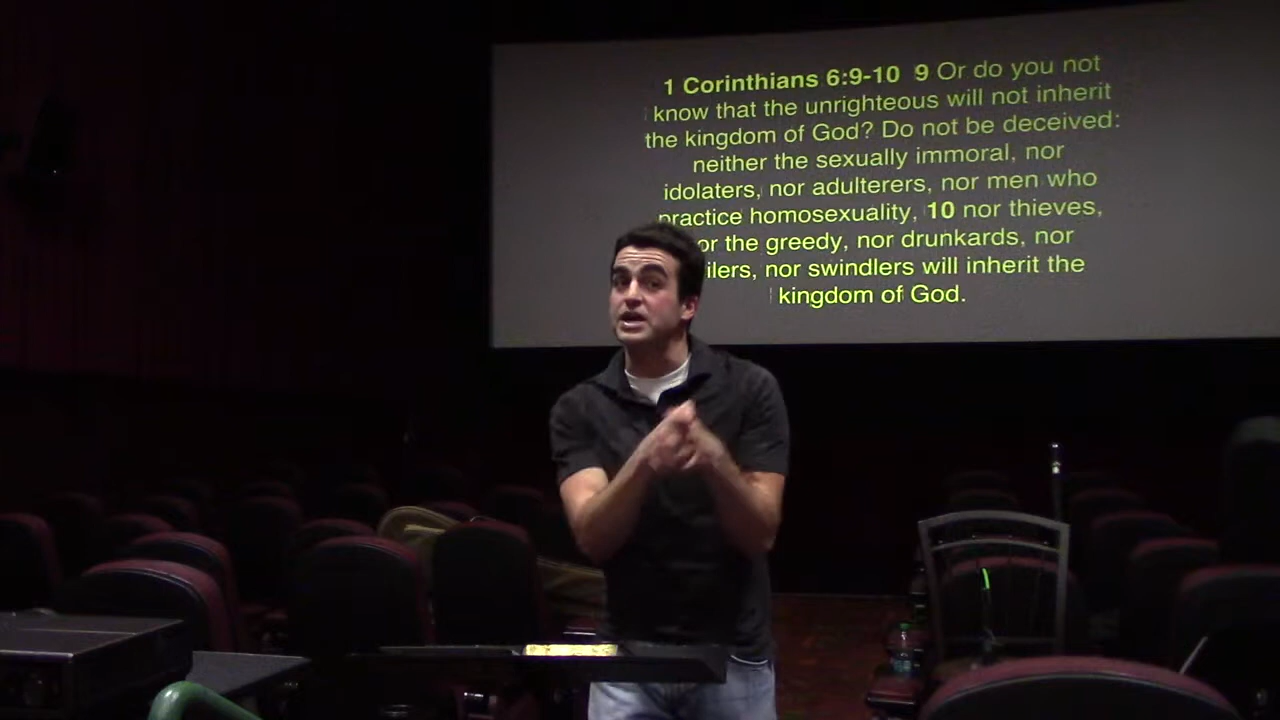 1 Corinthians 6:9-10 9 Or do you not
know that the unrighteous will not inherit
the kingdom of God? Do not be deceived:
neither the sexually immoral, nor
idolaters, nor adulterers, nor men who
practice homosexuality, 10 nor thieves,
or the greedy, nor drunkards, nor
ilers, nor swindlers will inherit the
kingdom of God.